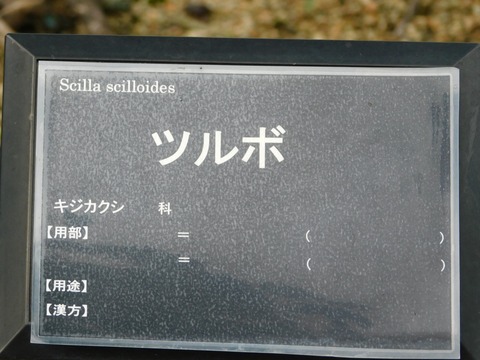 Scilla scilloides
ツルボ
キジカクシ 科
【用部】 = ( )
= ( )
【用途】
【漢方】